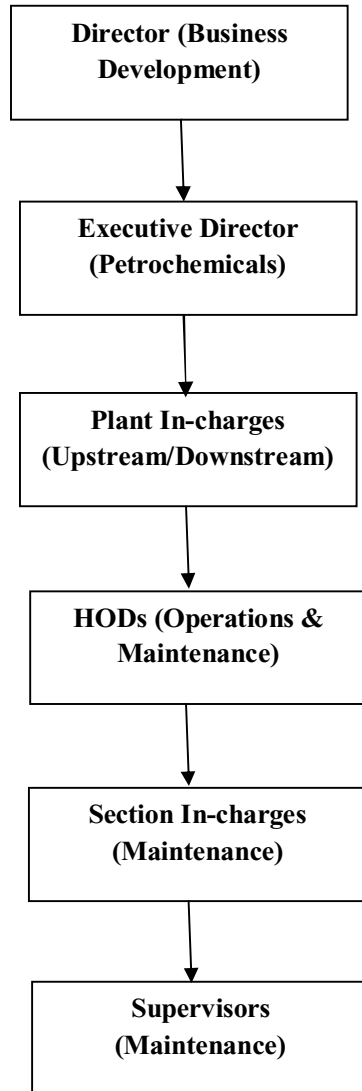 Director (Business
Development)
Executive Director
(Petrochemicals)
Plant In-charges
(Upstream/Downstream)
HODs (Operations &
Maintenance)
Section In-charges
(Maintenance)
Supervisors
(Maintenance)